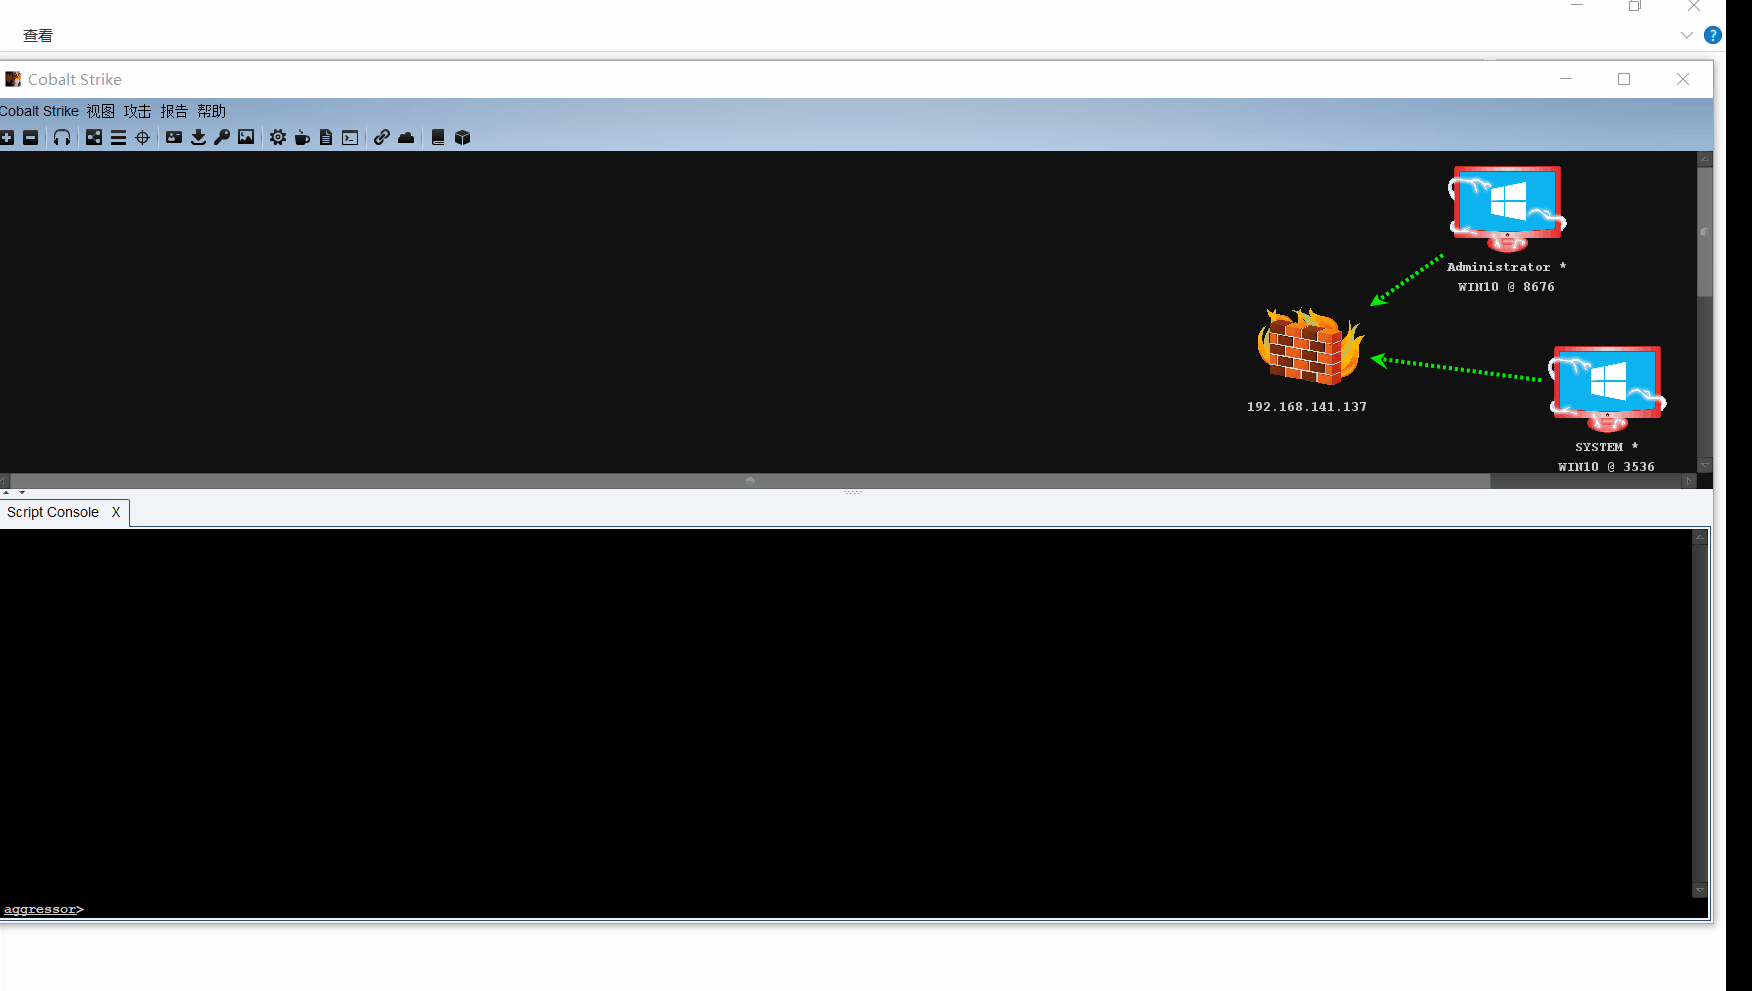 查看
Cobalt Strike
Cobalt Strike 视图 攻击 报告 帮助
Administrator *
WIN10 @ 8676
192.168.141.137
SYSTEM *
WIN10 @ 3536
Script Console X
aggressor>